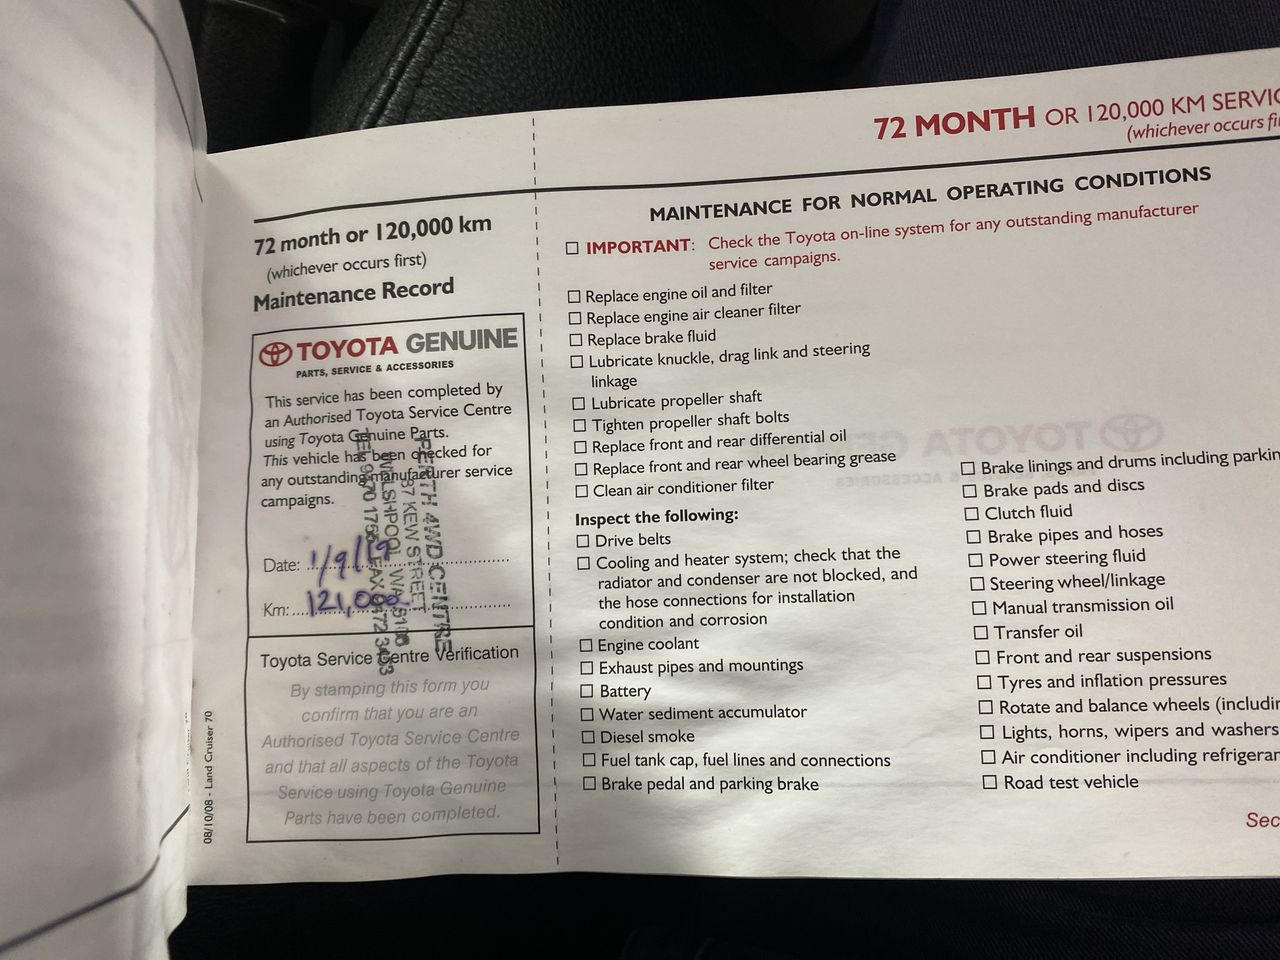 72 MONTH OR 120,000 KM
(whichever occurs
72 month or 120,000 km
(whichever occurs first)
Maintenance Record
TOYOTA GENUINE
PARTS, SERVICE & ACCESSORIES
This service has been completed by
an Authorised Toyota Service Centre
using Toyota Genuine Parts.
This vehicle has been checked for
any outstanding manufacturer service
campaigns.
PERTH 4WD CENTRE
87 KEW STREET
WELSHPOOL WA 6106
Date: 1/9/17
Km: 121,000
Toyota Service Centre Verification
By stamping this form you
confirm that you are an
Authorised Toyota Service Centre
and that all aspects of the Toyota
Service using Toyota Genuine
Parts have been completed.
08/10/08 - Land Cruiser 70
MAINTENANCE FOR NORMAL OPERATING CONDITIONS
IMPORTANT: Check the Toyota on-line system for any outstanding manufacturer
service campaigns.
Replace engine oil and filter
Replace engine air cleaner filter
Replace brake fluid
Lubricate knuckle, drag link and steering
linkage
Lubricate propeller shaft
Tighten propeller shaft bolts
Replace front and rear differential oil
Replace front and rear wheel bearing grease
Clean air conditioner filter
Inspect the following:
Drive belts
Cooling and heater system; check that the
radiator and condenser are not blocked, and
the hose connections for installation
condition and corrosion
Engine coolant
Exhaust pipes and mountings
Battery
Water sediment accumulator
Diesel smoke
Fuel tank cap, fuel lines and connections
Brake pedal and parking brake
Brake linings and drums including
Brake pads and discs
Clutch fluid
Brake pipes and hoses
Power steering fluid
Steering wheel/linkage
Manual transmission oil
Transfer oil
Front and rear suspensions
Tyres and inflation pressures
Rotate and balance wheels
Lights, horns, wipers and washers
Air conditioner including
Road test vehicle